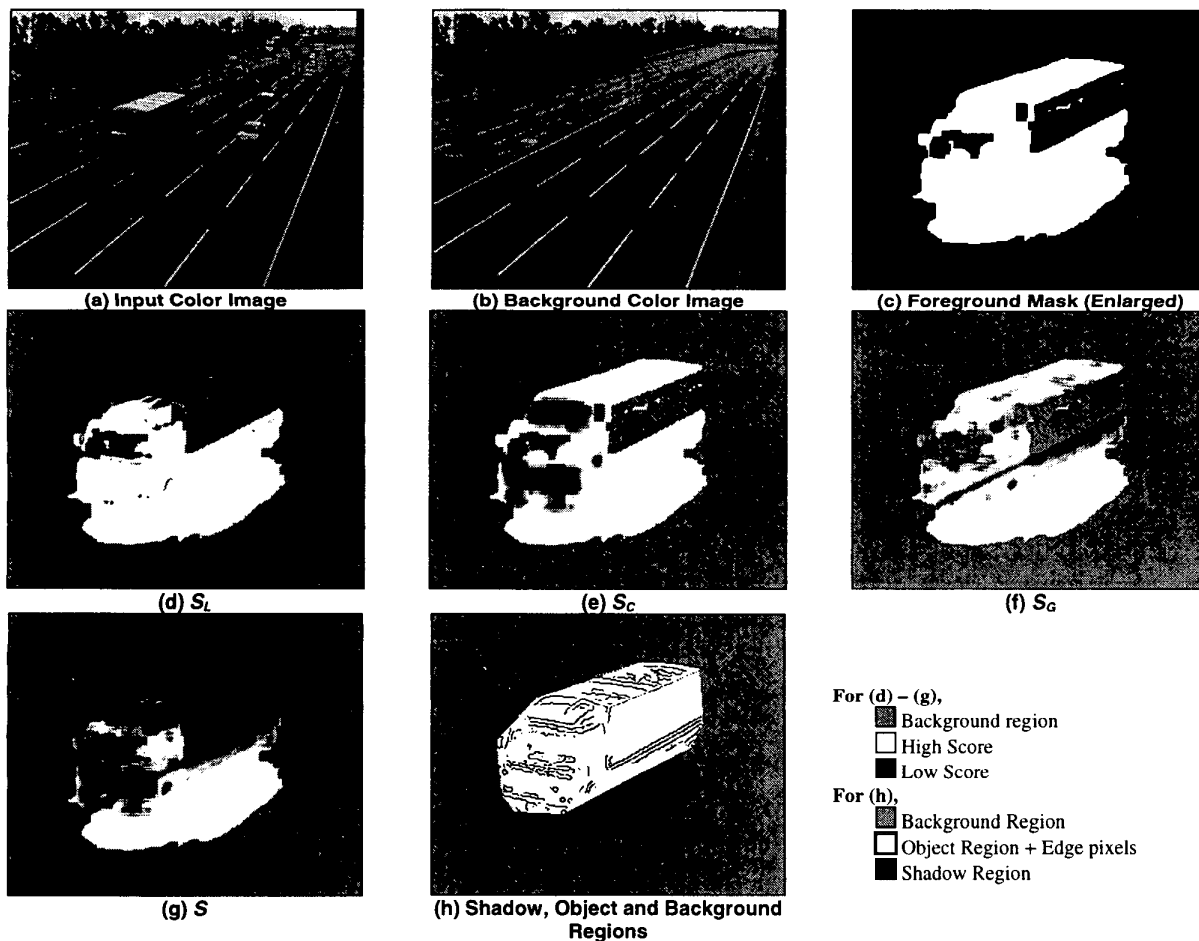 (a) Input Color Image
(b) Background Color Image
(c) Foreground Mask (Enlarged)
(d) S_L
(e) S_C
(f) S_G
(g) S
(h) Shadow, Object and Background
Regions
For (d) – (g),
Background region
High Score
Low Score
For (h),
Background Region
Object Region + Edge pixels
Shadow Region